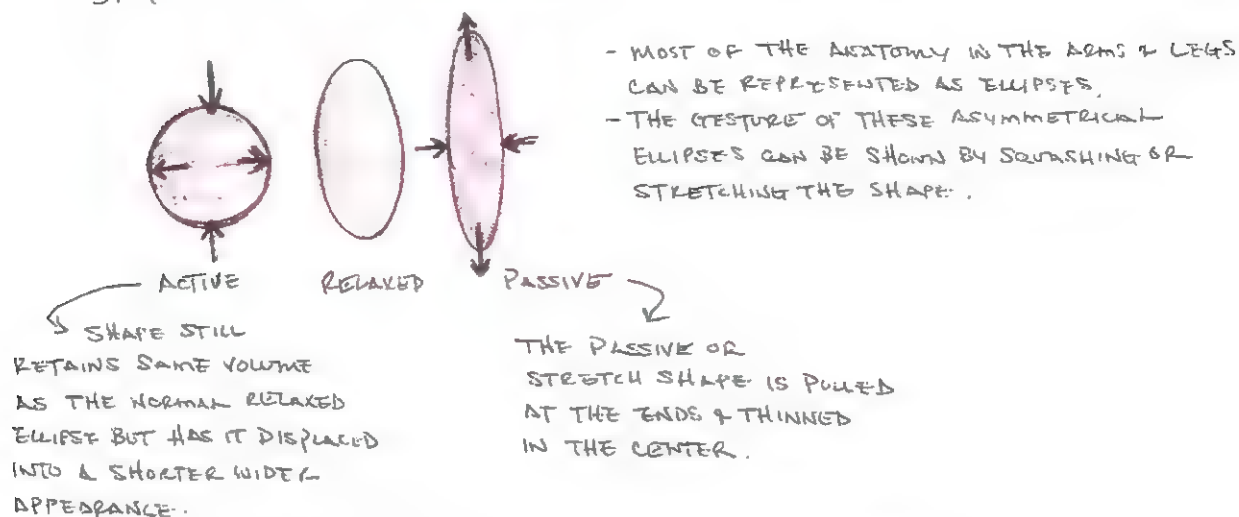 - MOST OF THE ANATOMY IN THE ARMS & LEGS
CAN BE REPRESENTED AS ELLIPSES.
- THE GESTURE OF THESE ASYMMETRICAL
ELLIPSES CAN BE SHOWN BY SQUASHING OR
STRETCHING THE SHAPE.
ACTIVE RELAXED PASSIVE
SHAPE STILL
RETAINS SAME VOLUME
AS THE NORMAL RELAXED
ELLIPSE BUT HAS IT DISPLACED
INTO A SHORTER WIDER
APPEARANCE.
THE PASSIVE OR
STRETCH SHAPE IS PULLED
AT THE ENDS & THINNED
IN THE CENTER.